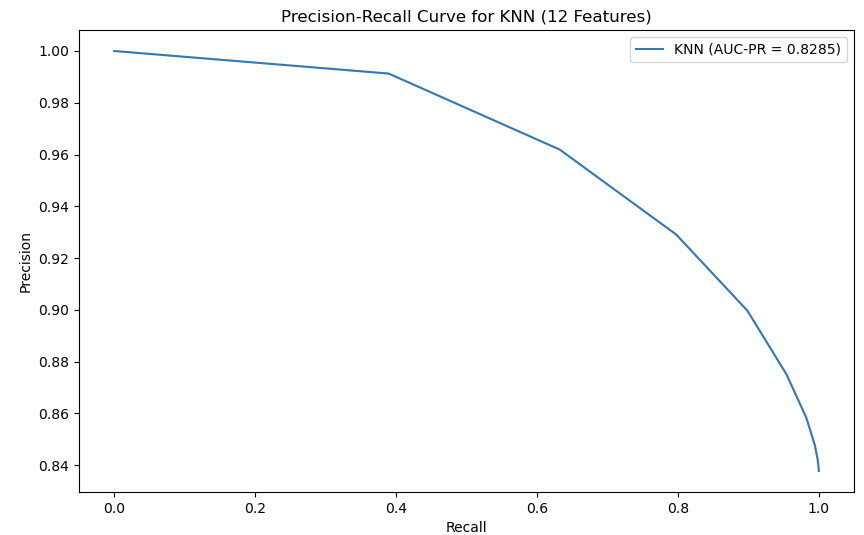 Precision-Recall Curve for KNN (12 Features)
KNN (AUC-PR = 0.8285)
Precision
1.00
0.98
0.96
0.94
0.92
0.90
0.88
0.86
0.84
0.0 0.2 0.4 0.6 0.8 1.0
Recall